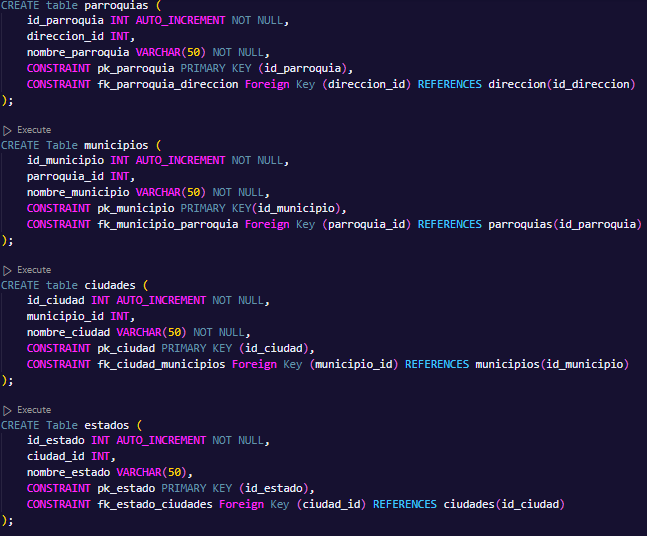 CREATE table parroquias (
    id_parroquia INT AUTO_INCREMENT NOT NULL,
    direccion_id INT,
    nombre_parroquia VARCHAR(50) NOT NULL,
    CONSTRAINT pk_parroquia PRIMARY KEY (id_parroquia),
    CONSTRAINT fk_parroquia_direccion Foreign Key (direccion_id) REFERENCES direccion(id_direccion)
);
Execute
CREATE Table municipios (
    id_municipio INT AUTO_INCREMENT NOT NULL,
    parroquia_id INT,
    nombre_municipio VARCHAR(50) NOT NULL,
    CONSTRAINT pk_municipio PRIMARY KEY(id_municipio),
    CONSTRAINT fk_municipio_parroquia Foreign Key (parroquia_id) REFERENCES parroquias(id_parroquia)
);
Execute
CREATE table ciudades (
    id_ciudad INT AUTO_INCREMENT NOT NULL,
    municipio_id INT,
    nombre_ciudad VARCHAR(50) NOT NULL,
    CONSTRAINT pk_ciudad PRIMARY KEY (id_ciudad),
    CONSTRAINT fk_ciudad_municipios Foreign Key (municipio_id) REFERENCES municipios(id_municipio)
);
Execute
CREATE Table estados (
    id_estado INT AUTO_INCREMENT NOT NULL,
    ciudad_id INT,
    nombre_estado VARCHAR(50),
    CONSTRAINT pk_estado PRIMARY KEY (id_estado),
    CONSTRAINT fk_estado_ciudades Foreign Key (ciudad_id) REFERENCES ciudades(id_ciudad)
);